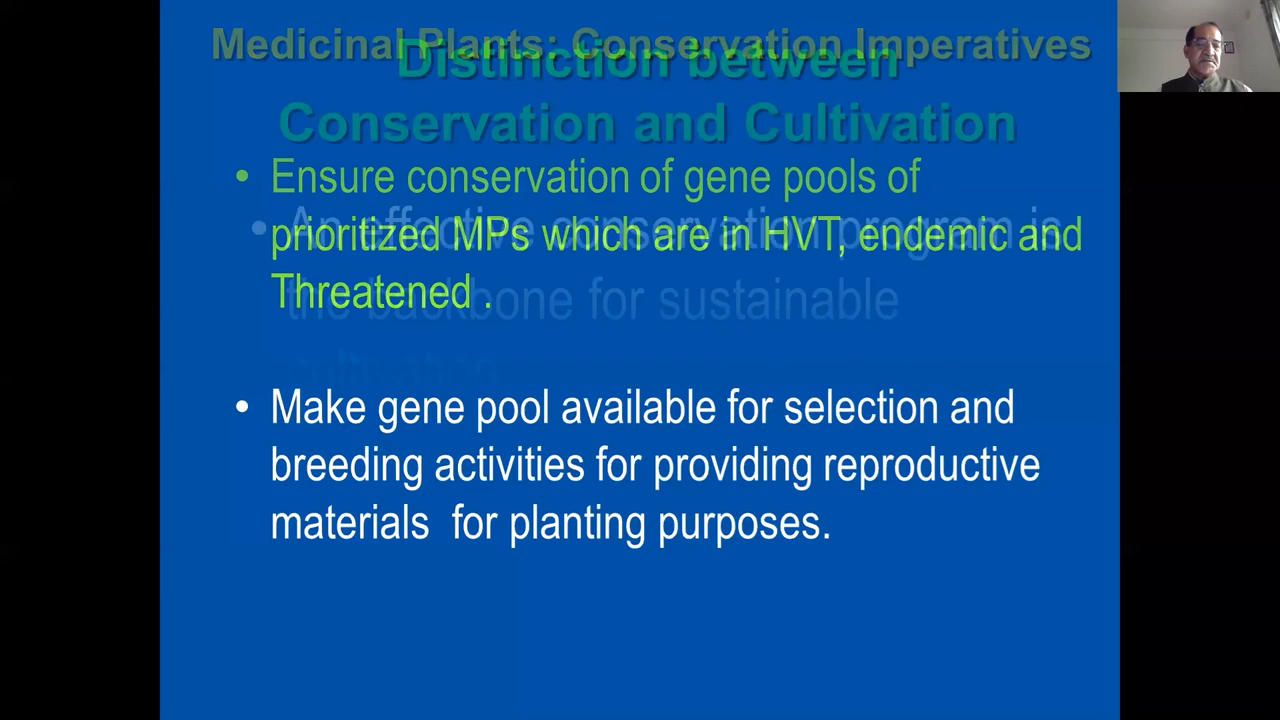 Medicinal Plants: Conservation Imperatives
Distinction between
Conservation and Cultivation
• Ensure conservation of gene pools of
prioritized MPs which are in HVT, endemic and
Threatened .
• An effective conservation program is
the backbone for sustainable
cultivation
• Make gene pool available for selection and
breeding activities for providing reproductive
materials for planting purposes.